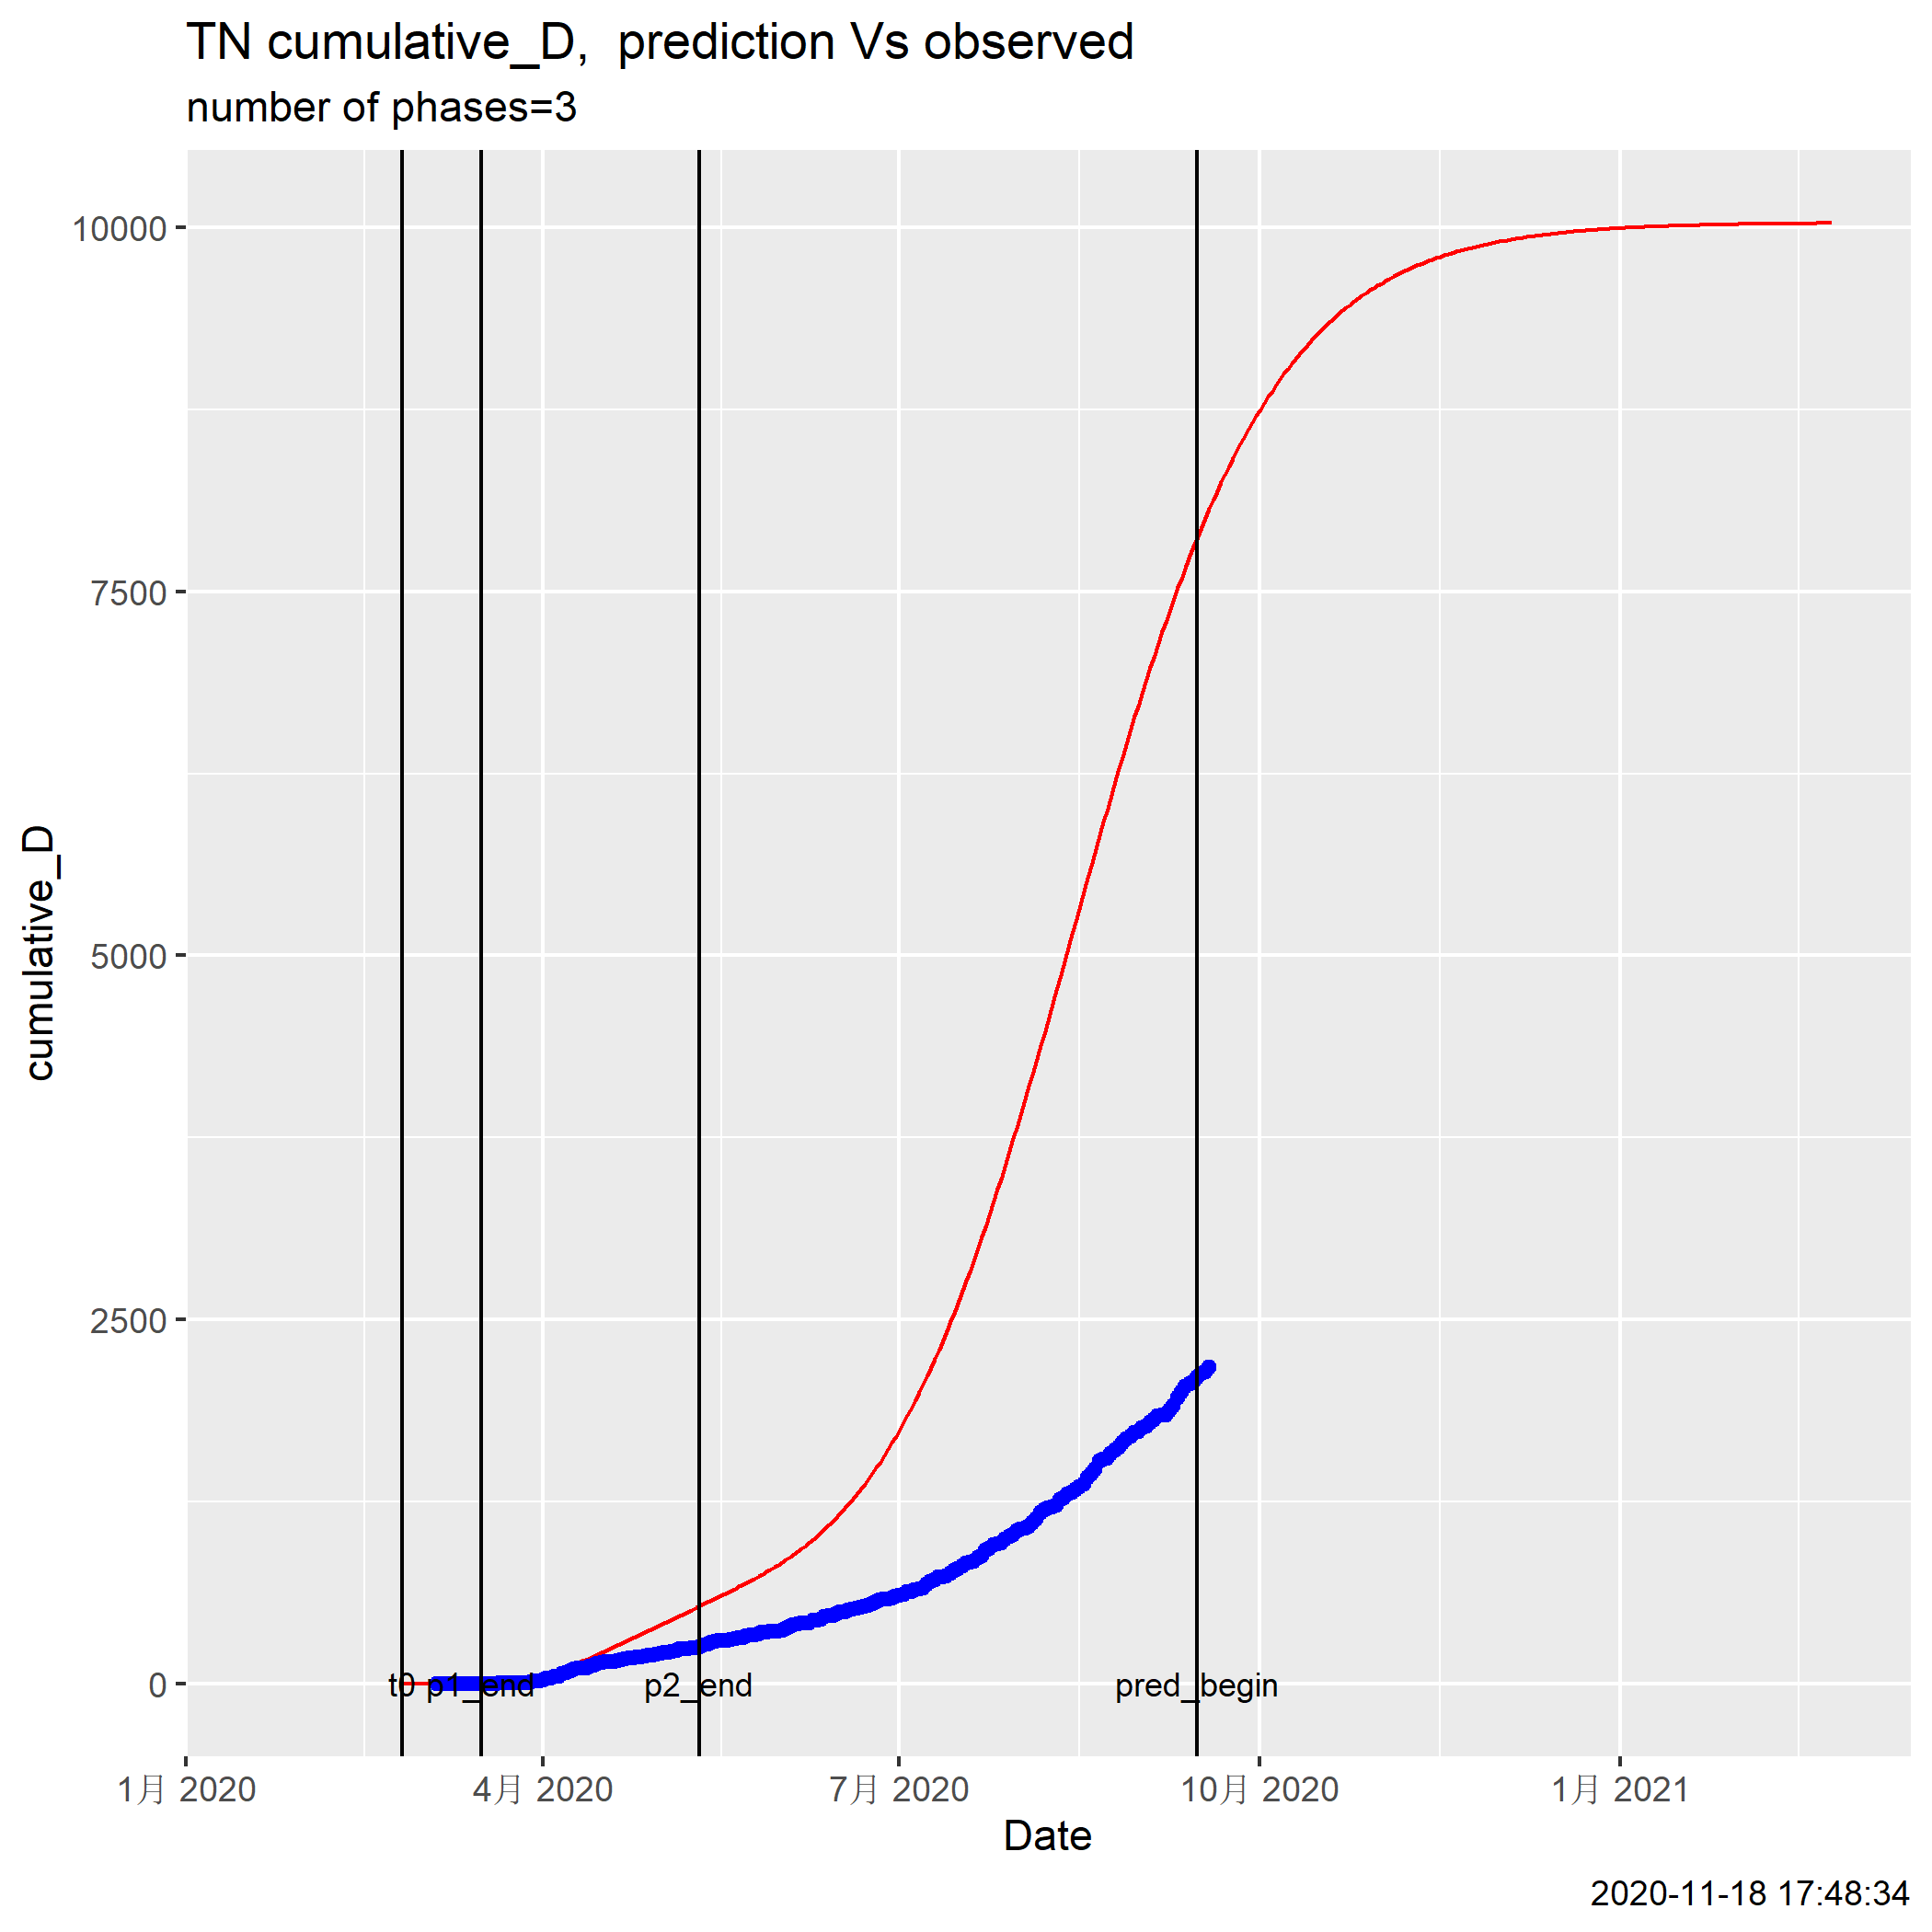 TN cumulative_D,  prediction Vs observed
number of phases=3
10000
7500
5000
2500
0
cumulative_D
t0 p1_end p2_end pred_begin
1月 2020 4月 2020 7月 2020 10月 2020 1月 2021
Date
2020-11-18 17:48:34